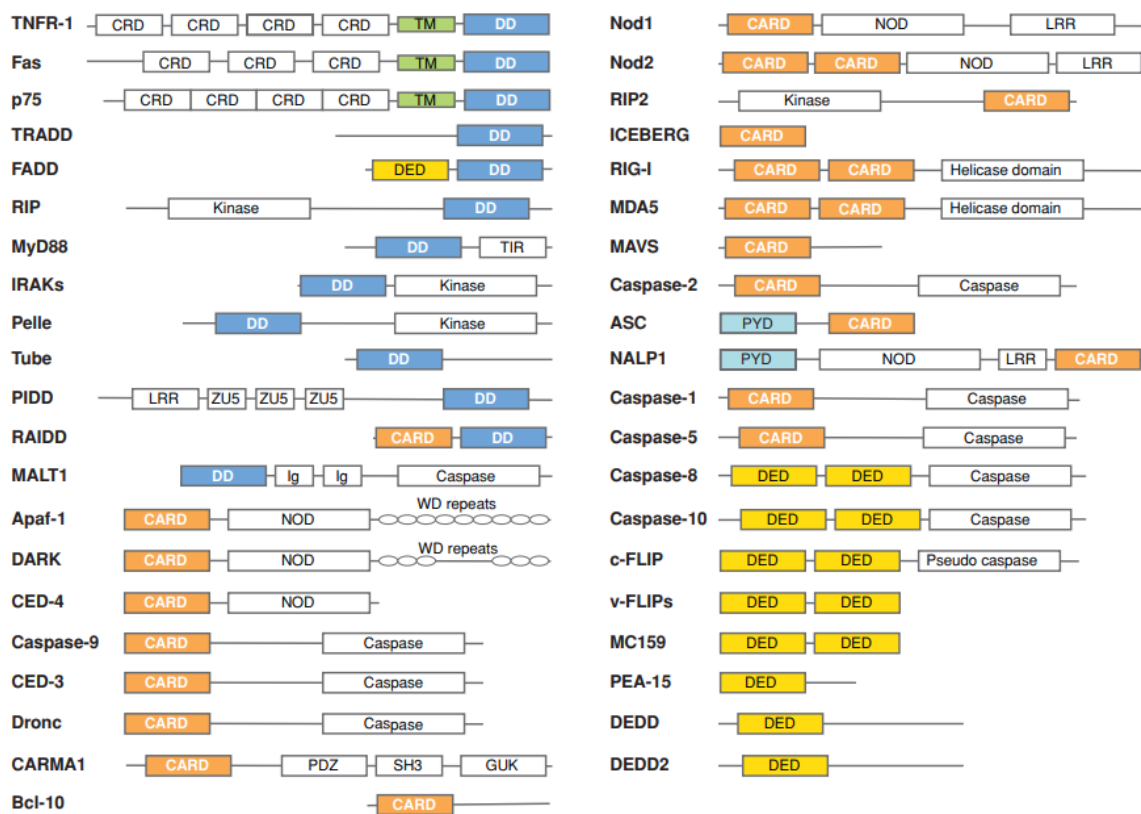 TNFR-1 CRD CRD CRD CRD TM DD
Fas CRD CRD CRD TM DD
p75 CRD CRD CRD CRD TM DD
TRADD DD
FADD DED DD
RIP Kinase DD
MyD88 DD TIR
IRAKs DD Kinase
Pelle DD Kinase
Tube DD
PIDD LRR ZU5 ZU5 ZU5 DD
RAIDD CARD DD
MALT1 DD Ig Ig Caspase
WD repeats
Apaf-1 CARD NOD
WD repeats
DARK CARD NOD
CED-4 CARD NOD
Caspase-9 CARD Caspase
CED-3 CARD Caspase
Dronc CARD Caspase
CARMA1 CARD PDZ SH3 GUK
Bcl-10 CARD
Nod1 CARD NOD LRR
Nod2 CARD CARD NOD LRR
RIP2 Kinase CARD
ICEBERG CARD
RIG-I CARD CARD Helicase domain
MDA5 CARD CARD Helicase domain
MAVS CARD
Caspase-2 CARD Caspase
ASC PYD CARD
NALP1 PYD NOD LRR CARD
Caspase-1 CARD Caspase
Caspase-5 CARD Caspase
Caspase-8 DED DED Caspase
Caspase-10 DED DED Caspase
c-FLIP DED DED Pseudo caspase
v-FLIPs DED DED
MC159 DED DED
PEA-15 DED
DEDD DED
DEDD2 DED